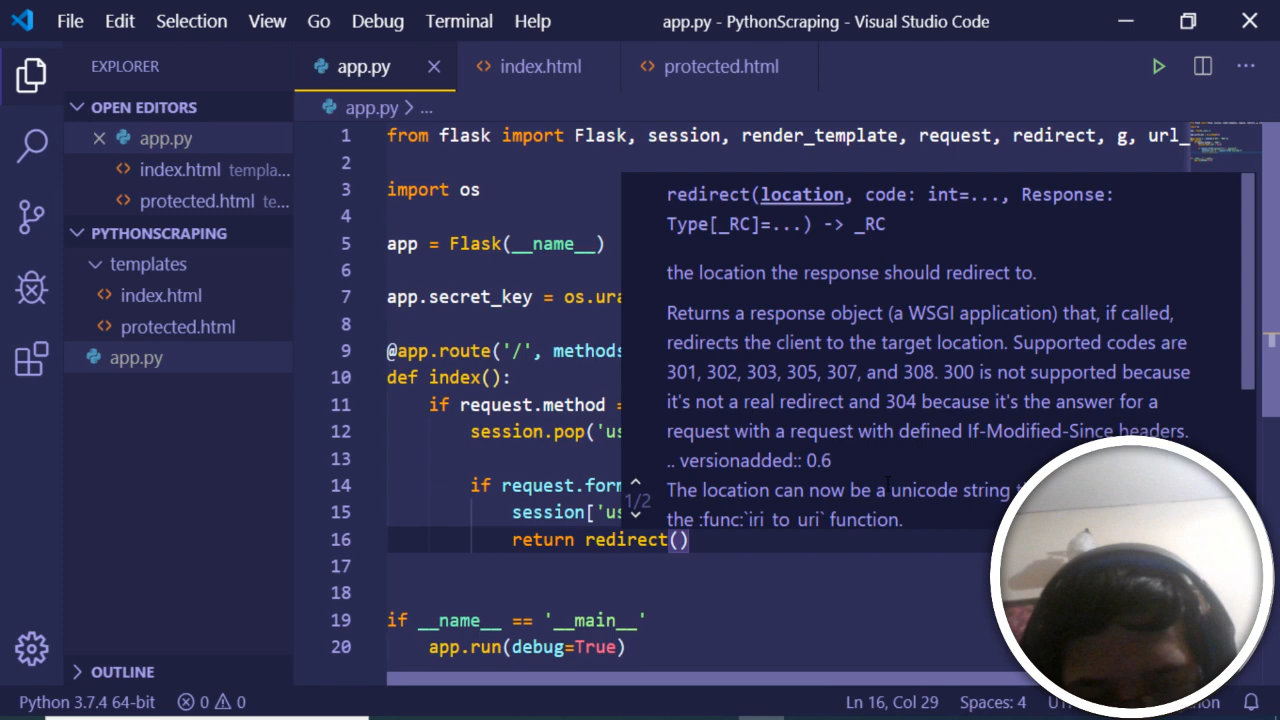 File Edit Selection View Go Debug Terminal Help app.py - PythonScraping - Visual Studio Code
EXPLORER
OPEN EDITORS
app.py
index.html templa...
protected.html te...
PYTHONSCRAPING
templates
index.html
protected.html
app.py
OUTLINE
app.py index.html protected.html
app.py > ...
1 from flask import Flask, session, render_template, request, redirect, g, url_
2
3 import os
4
5 app = Flask(__name__)
6
7 app.secret_key = os.ura
8
9 @app.route('/', methods
10 def index():
11 if request.method =
12 session.pop('us
13
14 if request.form
15 session['us
16 return redirect()
17
18
19 if __name__ == '__main__'
20 app.run(debug=True)
redirect(location, code: int=..., Response:
Type[_RC]=...) -> _RC
the location the response should redirect to.
Returns a response object (a WSGI application) that, if called,
redirects the client to the target location. Supported codes are
301, 302, 303, 305, 307, and 308. 300 is not supported because
it's not a real redirect and 304 because it's the answer for a
request with a request with defined If-Modified-Since headers.
.. versionadded:: 0.6
The location can now be a unicode string
the :func:`iri_to_uri` function.
1/2
Python 3.7.4 64-bit 0 0 Ln 16, Col 29 Spaces: 4